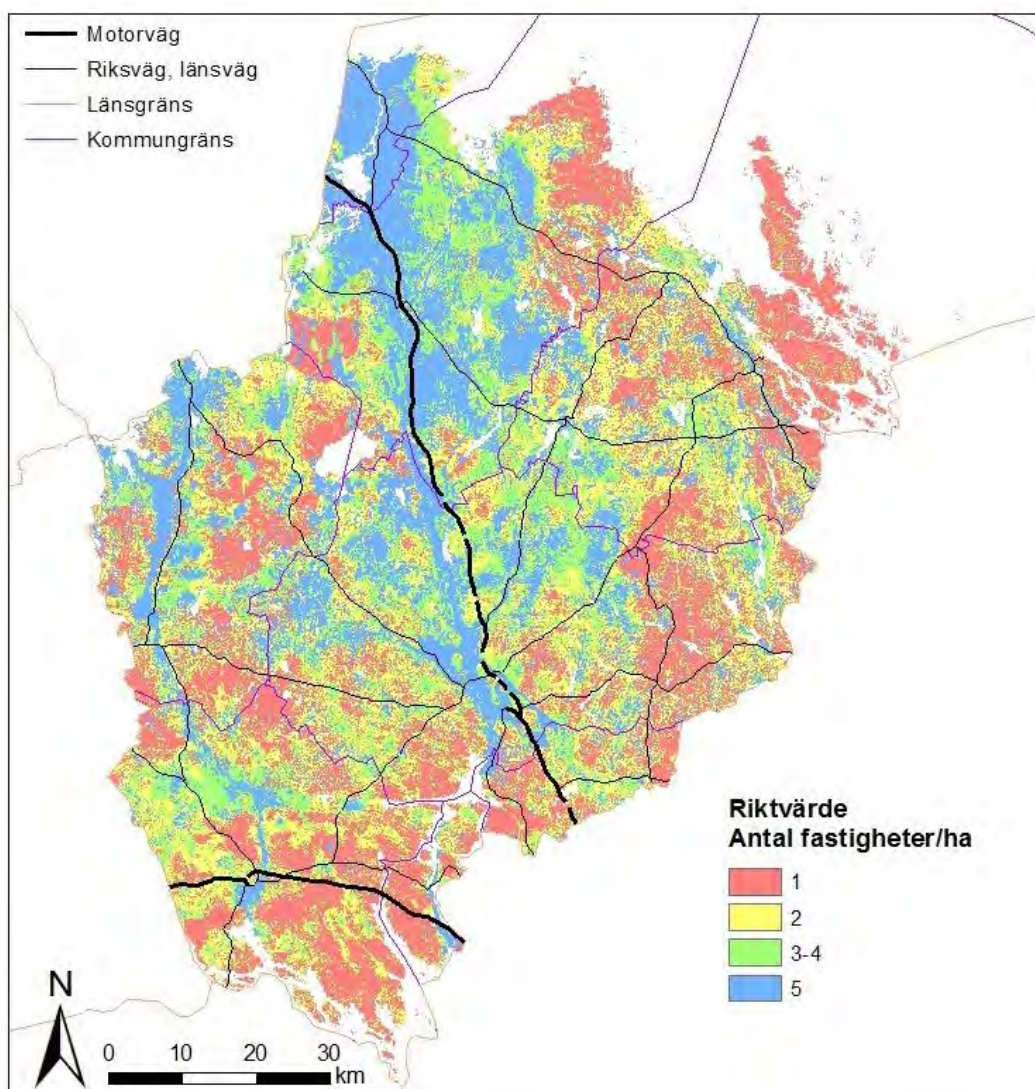 Motorväg
Riksväg, länsväg
Länsgräns
Kommungräns
Riktvärde
Antal fastigheter/ha
1
2
3-4
5
N
0 10 20 30
km